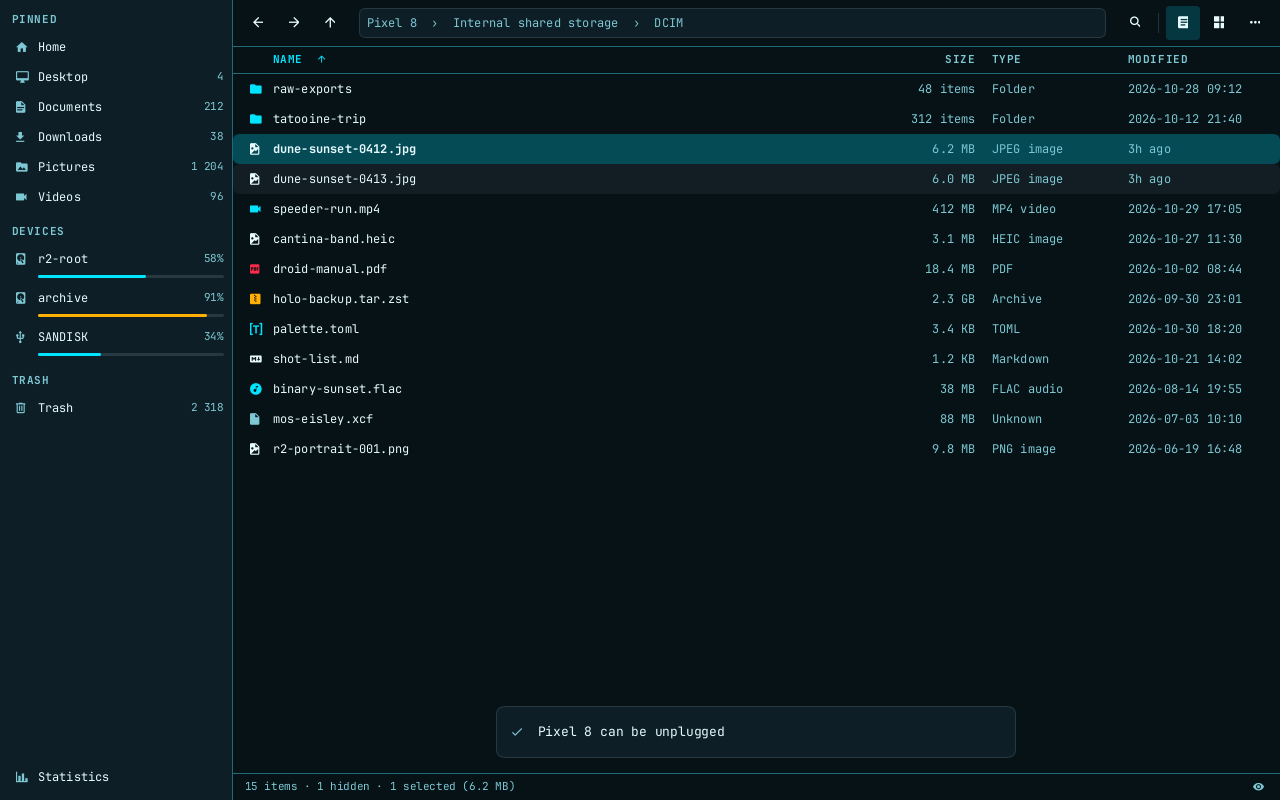 PINNED
Home
Desktop 4
Documents 212
Downloads 38
Pictures 1 204
Videos 96
DEVICES
r2-root 58%
archive 91%
SANDISK 34%
TRASH
Trash 2 318
Statistics
Pixel 8 › Internal shared storage › DCIM
NAME ↑ SIZE TYPE MODIFIED
raw-exports 48 items Folder 2026-10-28 09:12
tatooine-trip 312 items Folder 2026-10-12 21:40
dune-sunset-0412.jpg 6.2 MB JPEG image 3h ago
dune-sunset-0413.jpg 6.0 MB JPEG image 3h ago
speeder-run.mp4 412 MB MP4 video 2026-10-29 17:05
cantina-band.heic 3.1 MB HEIC image 2026-10-27 11:30
droid-manual.pdf 18.4 MB PDF 2026-10-02 08:44
holo-backup.tar.zst 2.3 GB Archive 2026-09-30 23:01
palette.toml 3.4 KB TOML 2026-10-30 18:20
shot-list.md 1.2 KB Markdown 2026-10-21 14:02
binary-sunset.flac 38 MB FLAC audio 2026-08-14 19:55
mos-eisley.xcf 88 MB Unknown 2026-07-03 10:10
r2-portrait-001.png 9.8 MB PNG image 2026-06-19 16:48
Pixel 8 can be unplugged
15 items · 1 hidden · 1 selected (6.2 MB)